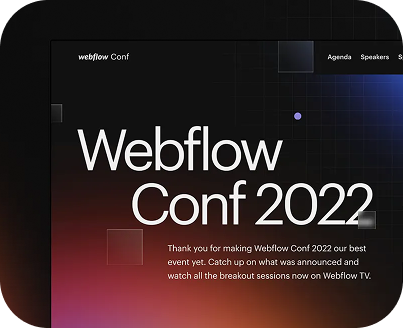 webflow Conf
Agenda Speakers
Webflow
Conf 2022
Thank you for making Webflow Conf 2022 our best
event yet. Catch up on what was announced and
watch all the breakout sessions now on Webflow TV.